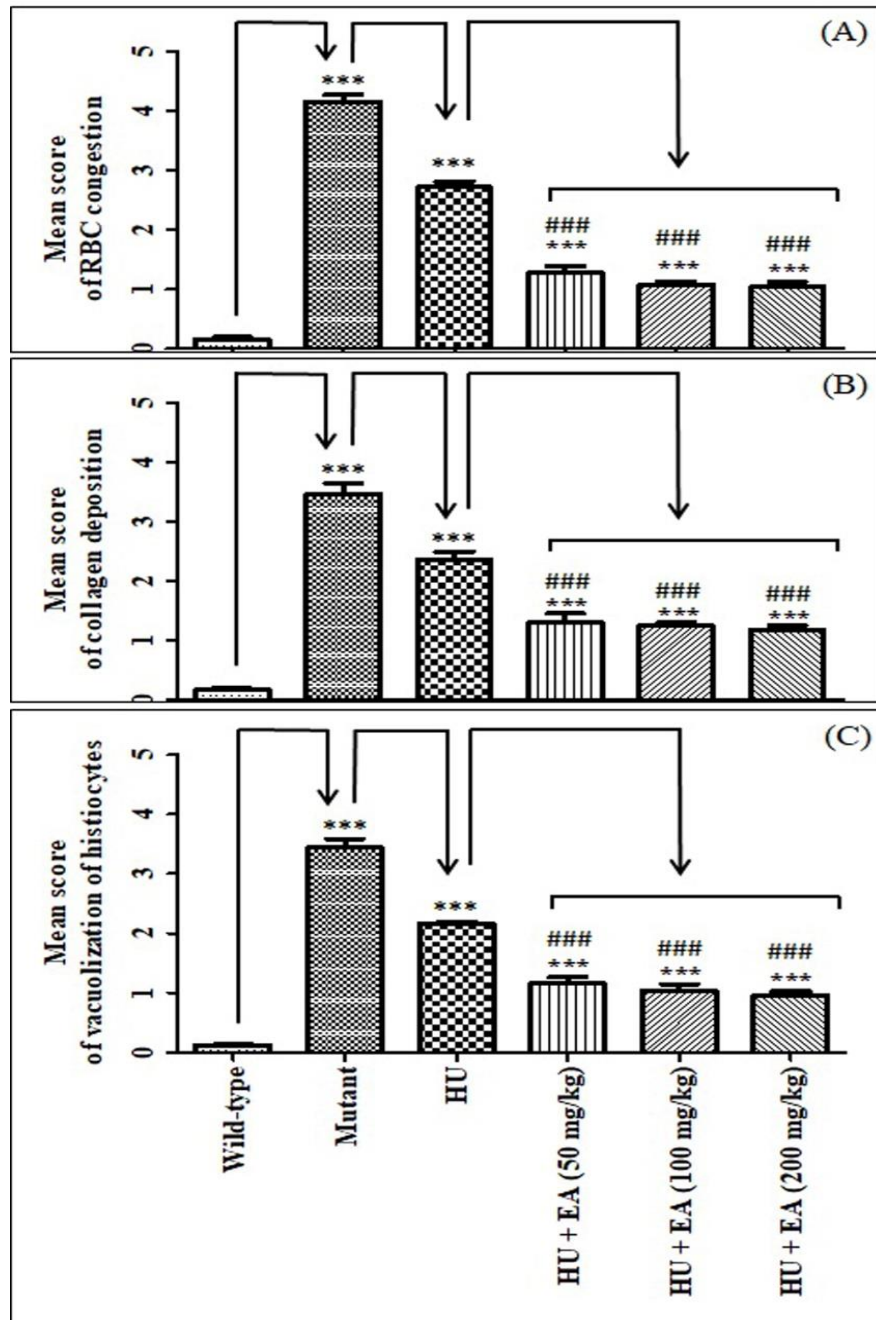 (A)
Mean score
of RBC congestion
5
4
3
2
1
0
***
***
###
***
###
***
###
***
(B)
Mean score
of collagen deposition
5
4
3
2
1
0
***
***
###
***
###
***
###
***
(C)
Mean score
of vacuolization of histiocytes
5
4
3
2
1
0
***
***
###
***
###
***
###
***
Wild-type
Mutant
HU
HU + EA (50 mg/kg)
HU + EA (100 mg/kg)
HU + EA (200 mg/kg)